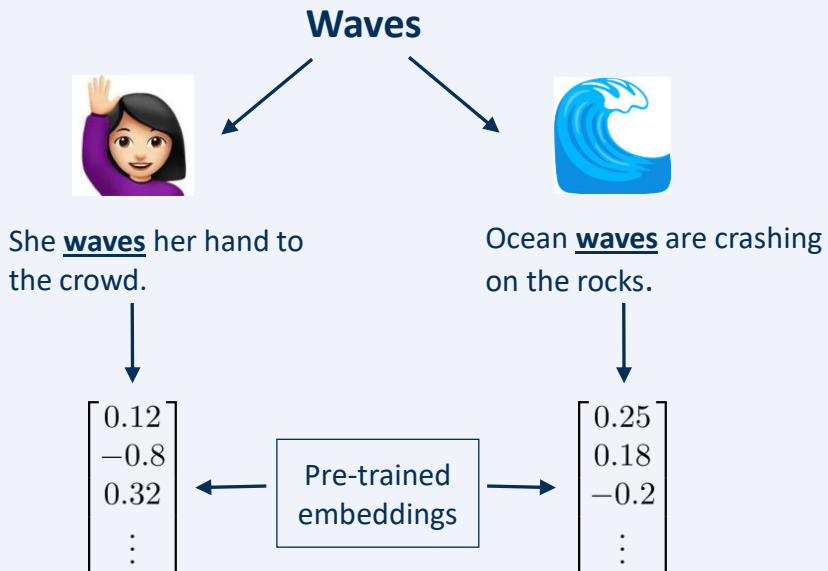 Waves
She waves her hand to
the crowd.
Ocean waves are crashing
on the rocks.
0.12
−0.8
0.32
⋮
Pre-trained
embeddings
0.25
0.18
−0.2
⋮